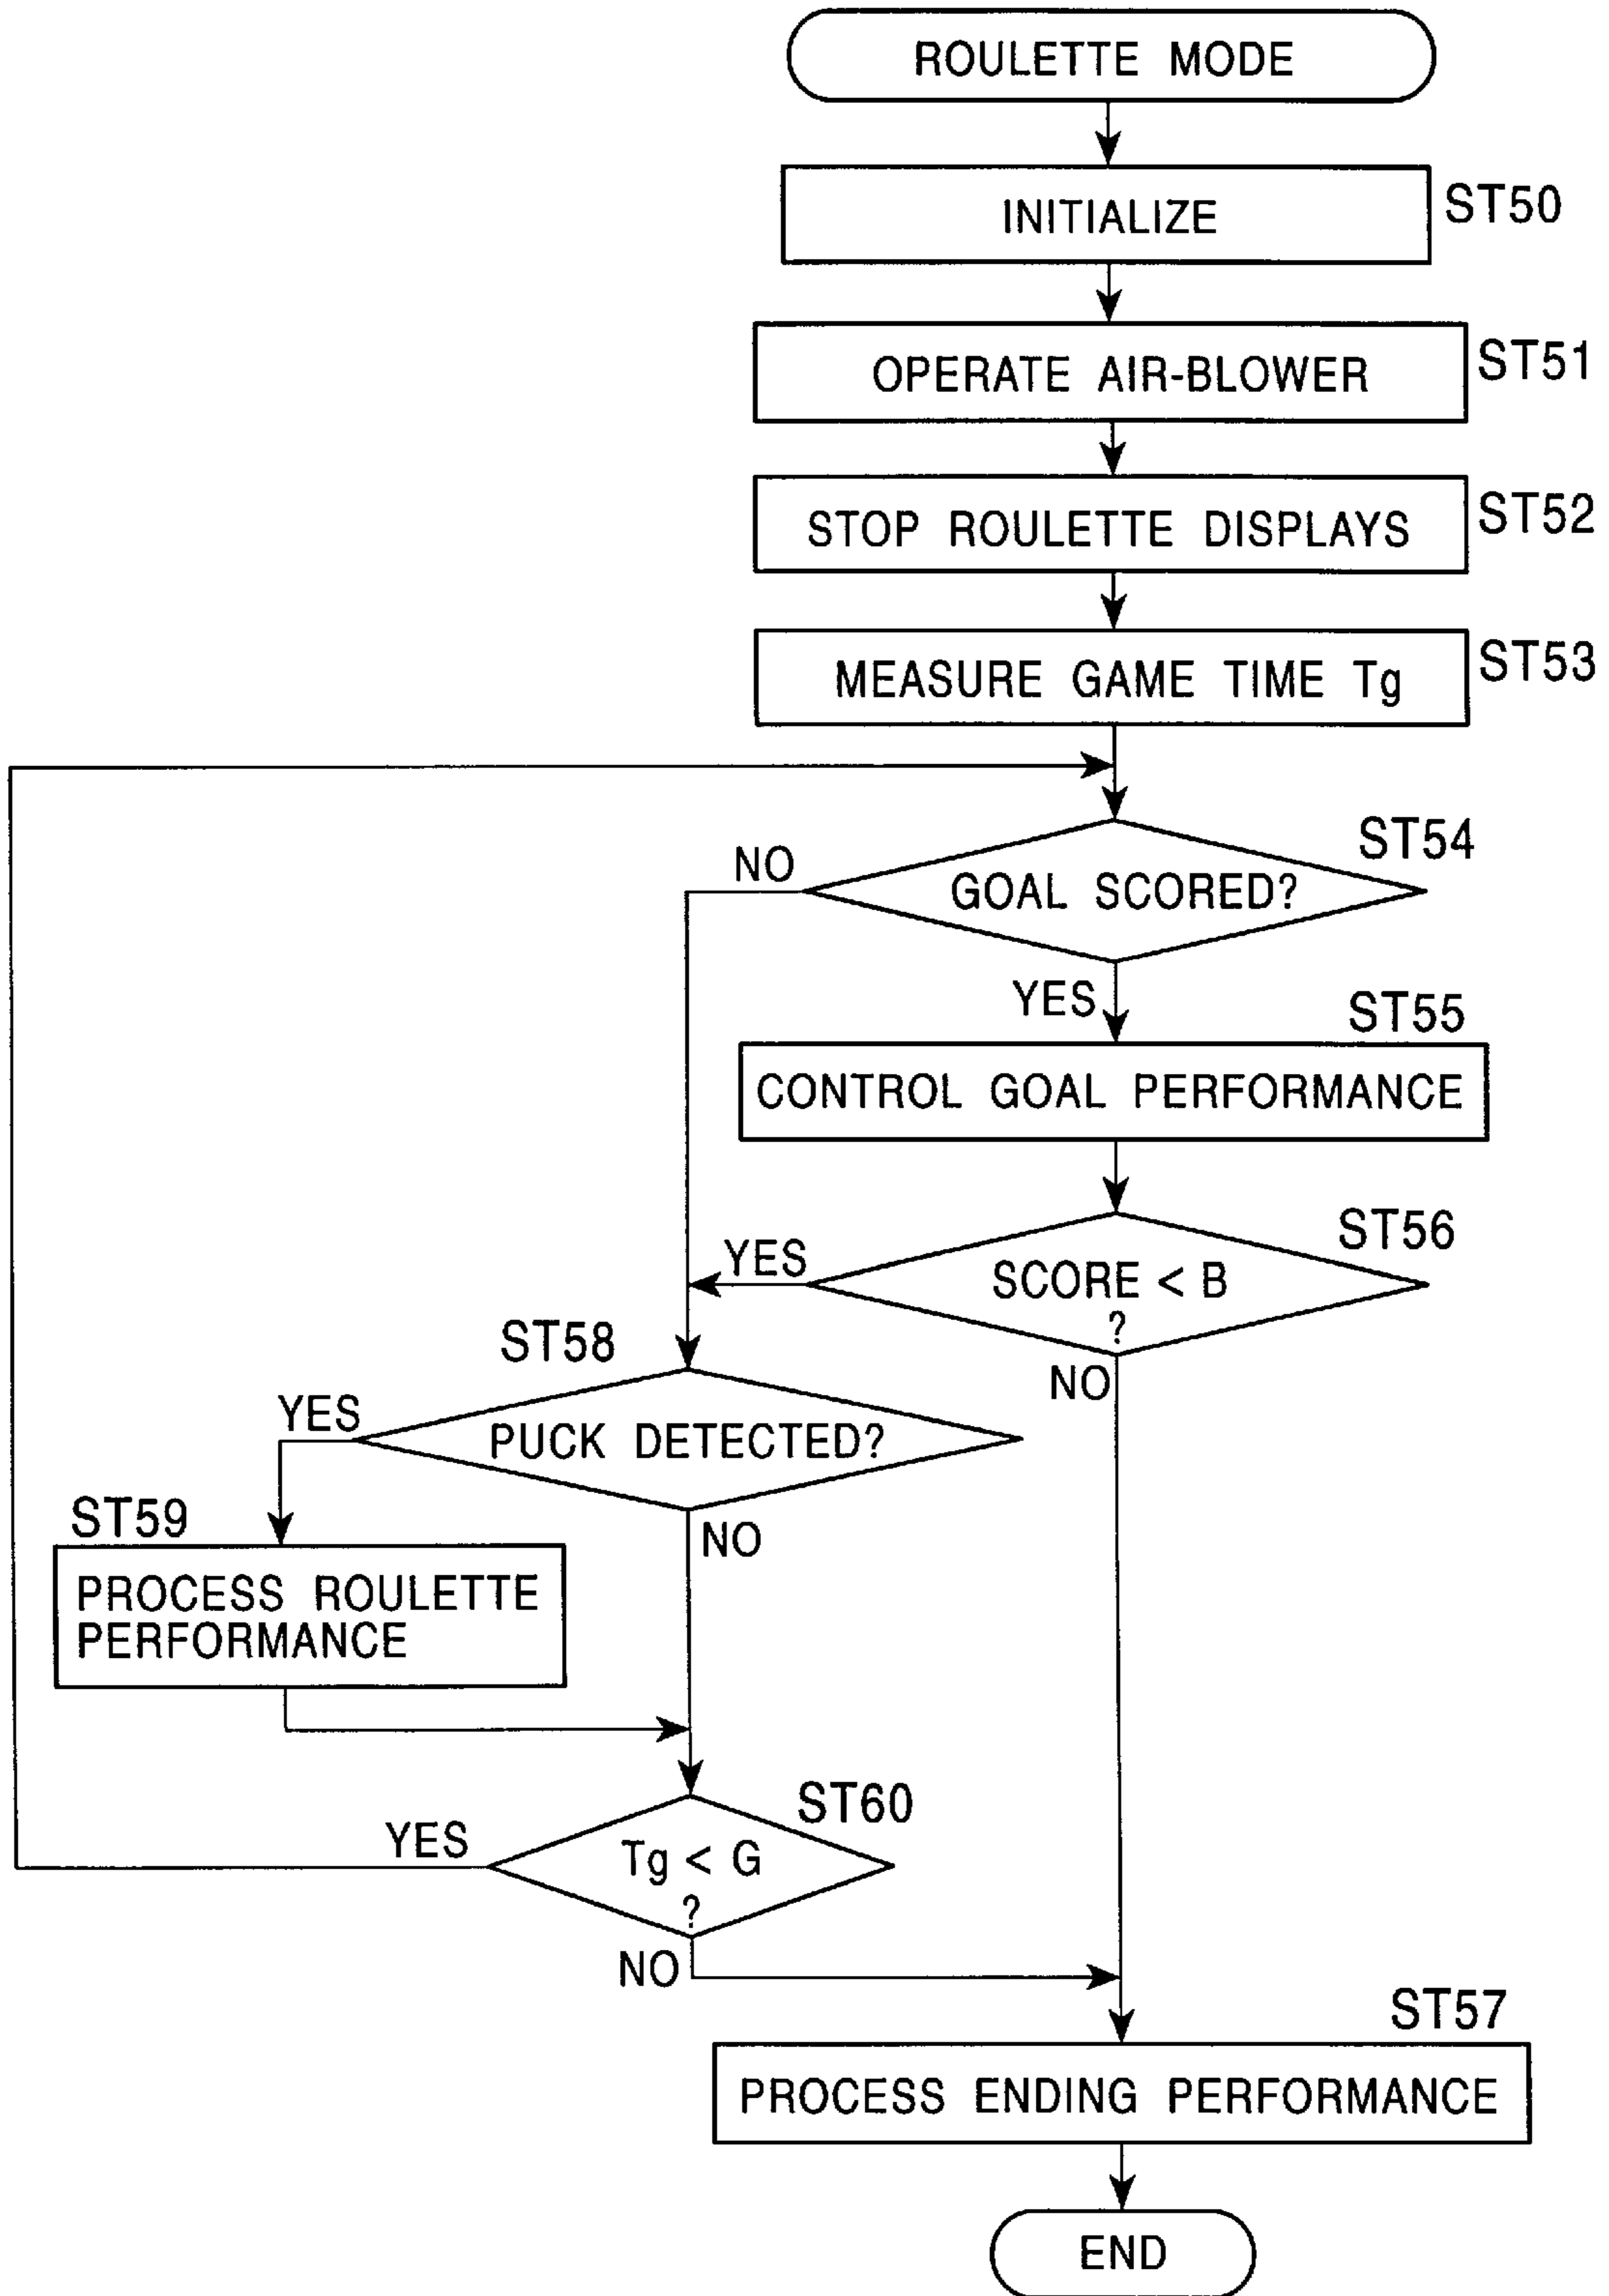 ROULETTE MODE
INITIALIZE
ST50
OPERATE AIR-BLOWER
ST51
STOP ROULETTE DISPLAYS
ST52
MEASURE GAME TIME Tg
ST53
ST54
NO
GOAL SCORED?
YES
ST55
CONTROL GOAL PERFORMANCE
ST56
YES
SCORE < B
?
NO
ST58
YES
PUCK DETECTED?
NO
ST59
PROCESS ROULETTE
PERFORMANCE
ST60
YES
Tg < G
?
NO
ST57
PROCESS ENDING PERFORMANCE
END